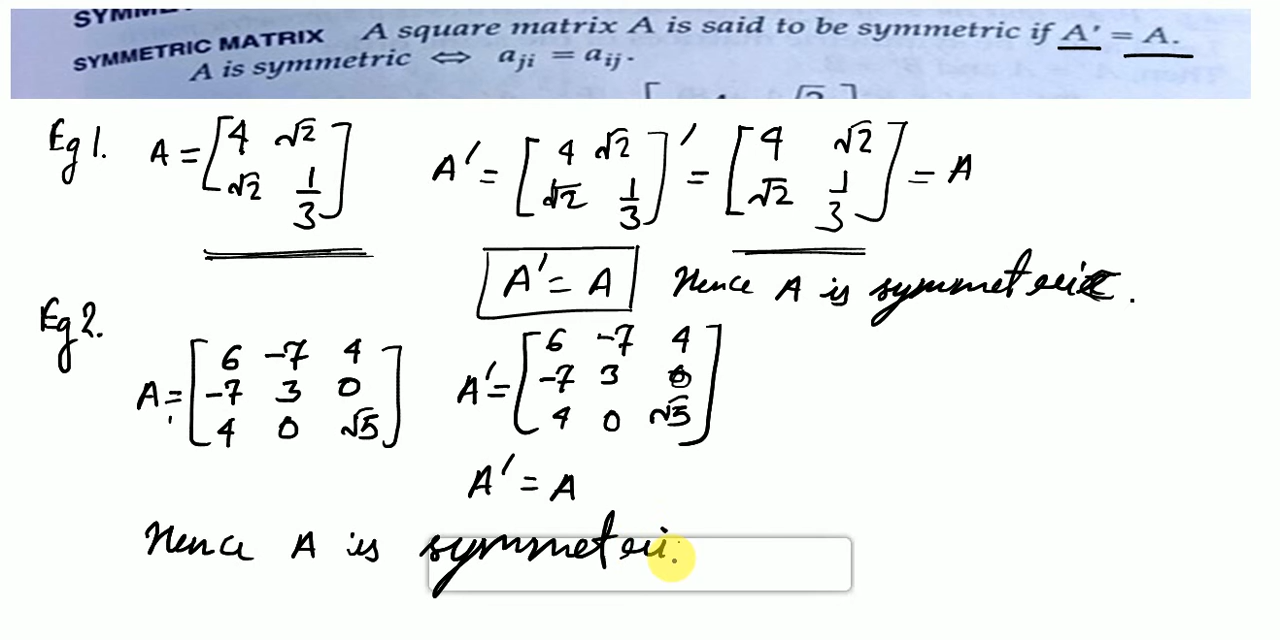 SYMM
SYMMETRIC MATRIX A square matrix A is said to be symmetric if A' = A.
A is symmetric ⇔ aji = aij.
Eg 1. A = [4 √2 √2 1/3] A' = [4 √2 √2 1/3]' = [4 √2 √2 1/3] = A
A' = A Hence A is symmetric.
Eg 2.
A = [6 -7 4 -7 3 0 4 0 √5] A' = [6 -7 4 -7 3 0 4 0 √5]
A' = A
Hence A is symmetri.